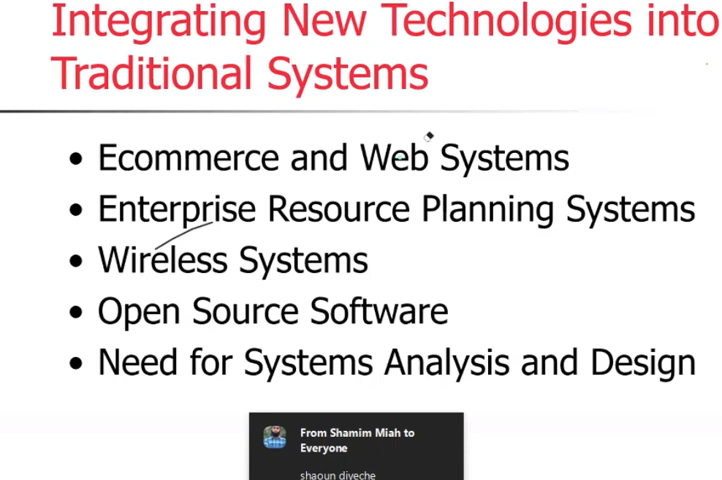 Integrating New Technologies into
Traditional Systems
• Ecommerce and Web Systems
• Enterprise Resource Planning Systems
• Wireless Systems
• Open Source Software
• Need for Systems Analysis and Design
From Shamim Miah to
Everyone
shaoun diveche